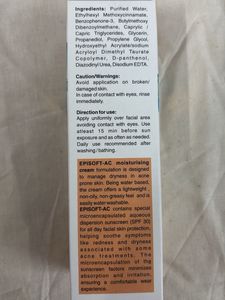 Ingredients: Purified Water,
Ethylhexyl Methoxycinnamate,
Benzophenone-3, Butylmethoxy
Dibenzoylmethane, Caprylic /
Capric Triglycerides, Glycerin,
Propanediol, Propylene Glycol,
Hydroxyethyl Acrylate/sodium
Acryloyl Dimethyl Taurate
Copolymer, D-panthenol,
Diazodinyl Urea, Disodium EDTA.
Caution/Warnings:
Avoid application on broken/
damaged skin.
In case of contact with eyes, rinse
immediately.
Direction for use:
Apply uniformly over facial area
avoiding contact with eyes. Use
atleast 15 min before sun
exposure and as often as needed.
Daily use recommended after
washing / bathing.
EPISOFT-AC moisturising
cream formulation is designed
to manage dryness in acne
prone skin. Being water based,
the cream offers a lightweight,
non-oily, non-greasy feel and is
easily water washable.
EPISOFT-AC contains special
microencapsulated aqueous
dispersion sunscreen (SPF 30)
for all day facial skin protection,
helping soothe symptoms
like redness and dryness
associated with some
acne treatments. The
microencapsulation of the
sunscreen factors minimises
absorption and irritation,
ensuring a comfortable wear
experience.